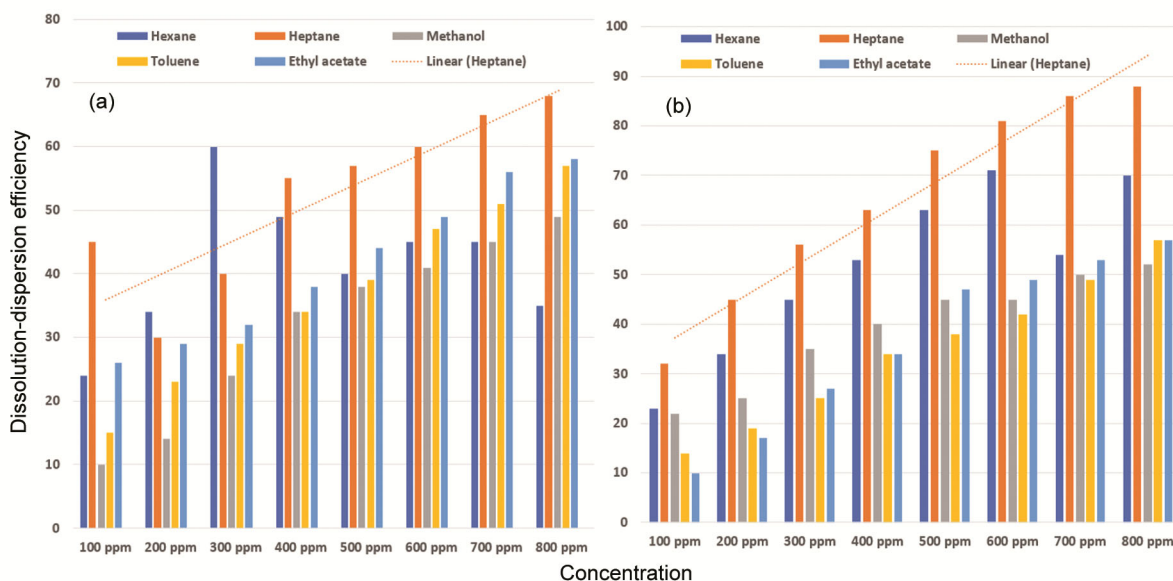 Dissolution-dispersion efficiency
80
70
60
50
40
30
20
10
0
Hexane Heptane Methanol
Toluene Ethyl acetate Linear (Heptane)
(a)
100 ppm 200 ppm 300 ppm 400 ppm 500 ppm 600 ppm 700 ppm 800 ppm
100
90
80
70
60
50
40
30
20
10
0
Hexane Heptane Methanol
Toluene Ethyl acetate Linear (Heptane)
(b)
100 ppm 200 ppm 300 ppm 400 ppm 500 ppm 600 ppm 700 ppm 800 ppm
Concentration